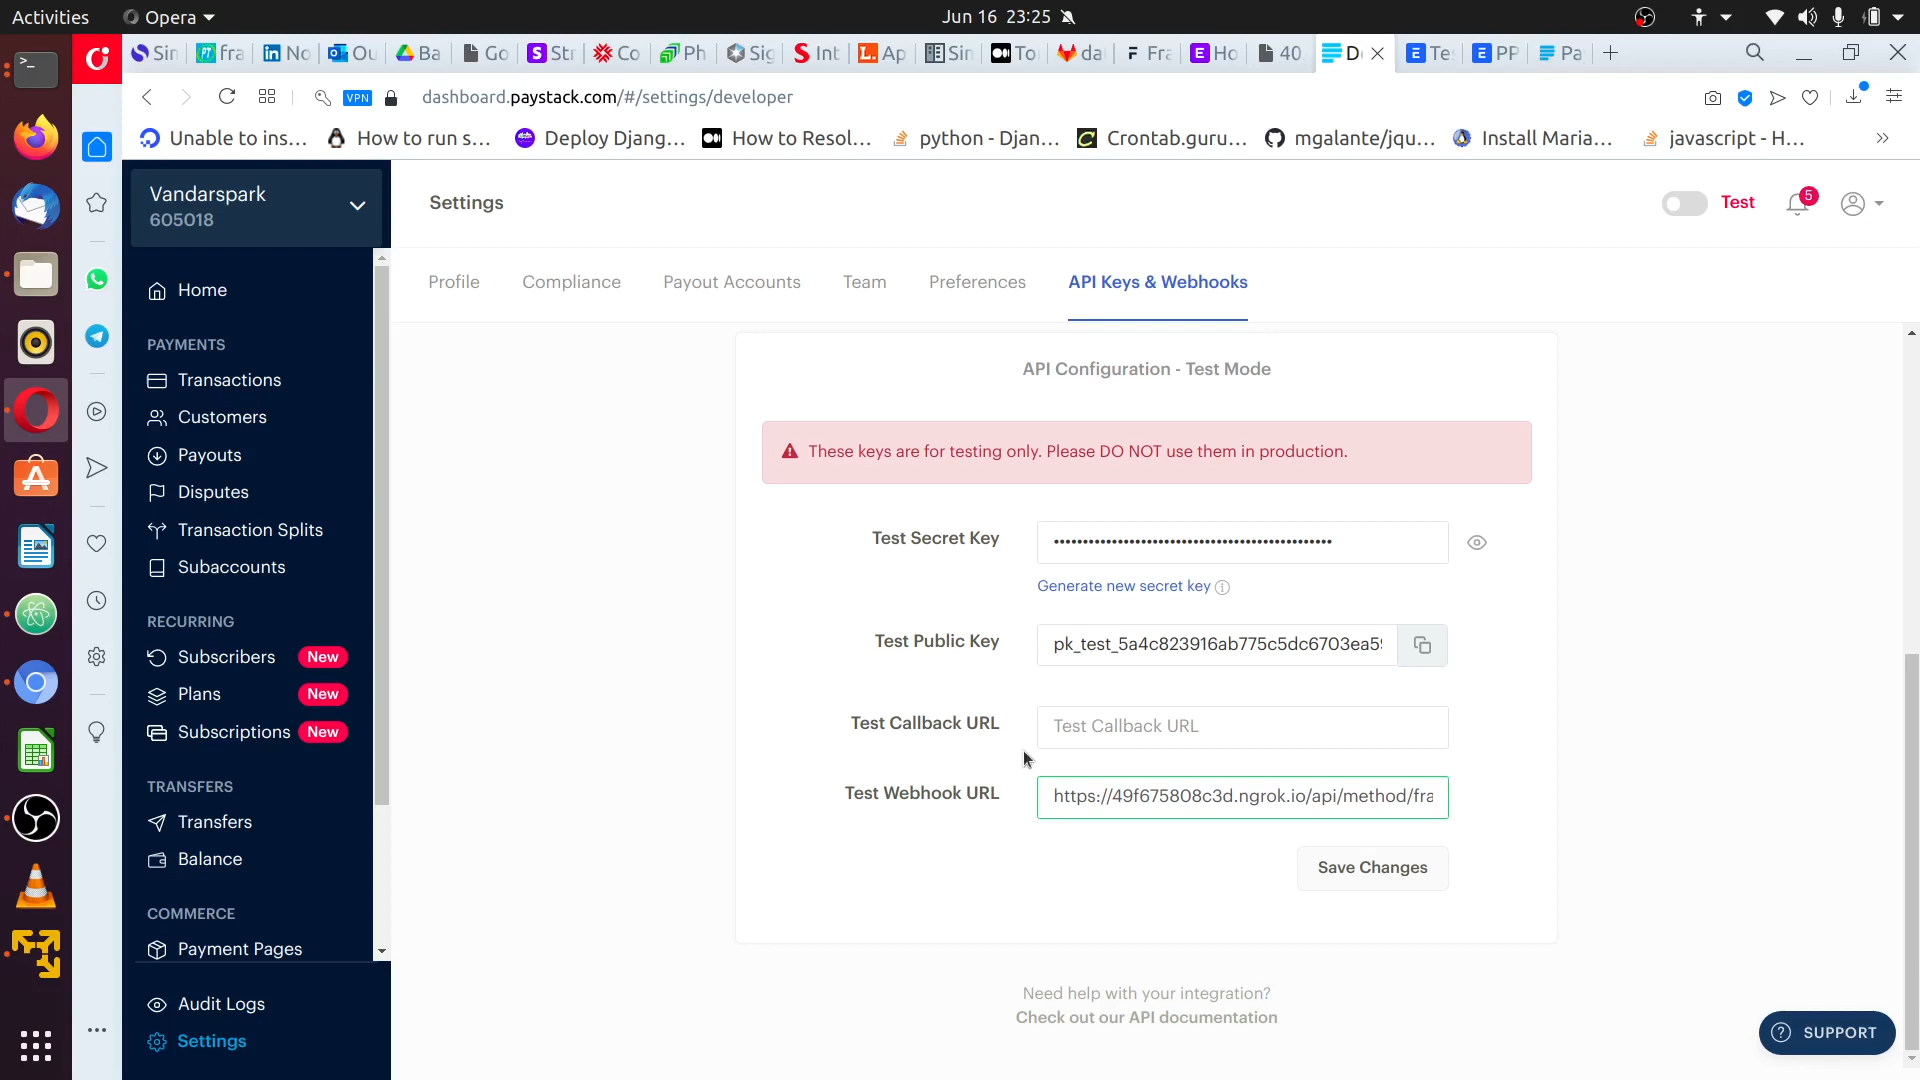 Activities
Opera
Jun 16 23:25
Sin
fra
No
Ou
Ba
Go
Str
Co
Ph
Sig
Int
Ap
Sin
To
da
Fra
Ho
40
D
Te
PP
Pa
VPN
dashboard.paystack.com/#/settings/developer
Unable to ins...
How to run s...
Deploy Djang...
How to Resol...
python - Djan...
Crontab.guru...
mgalante/jqu...
Install Maria...
javascript - H...
Vandarspark
605018
Home
PAYMENTS
Transactions
Customers
Payouts
Disputes
Transaction Splits
Subaccounts
RECURRING
Subscribers New
Plans New
Subscriptions New
TRANSFERS
Transfers
Balance
COMMERCE
Payment Pages
Audit Logs
Settings
Settings
Test
5
Profile
Compliance
Payout Accounts
Team
Preferences
API Keys & Webhooks
API Configuration - Test Mode
These keys are for testing only. Please DO NOT use them in production.
Test Secret Key
Generate new secret key
Test Public Key
pk_test_5a4c823916ab775c5dc6703ea5
Test Callback URL
Test Callback URL
Test Webhook URL
https://49f675808c3d.ngrok.io/api/method/fra
Save Changes
Need help with your integration?
Check out our API documentation
SUPPORT